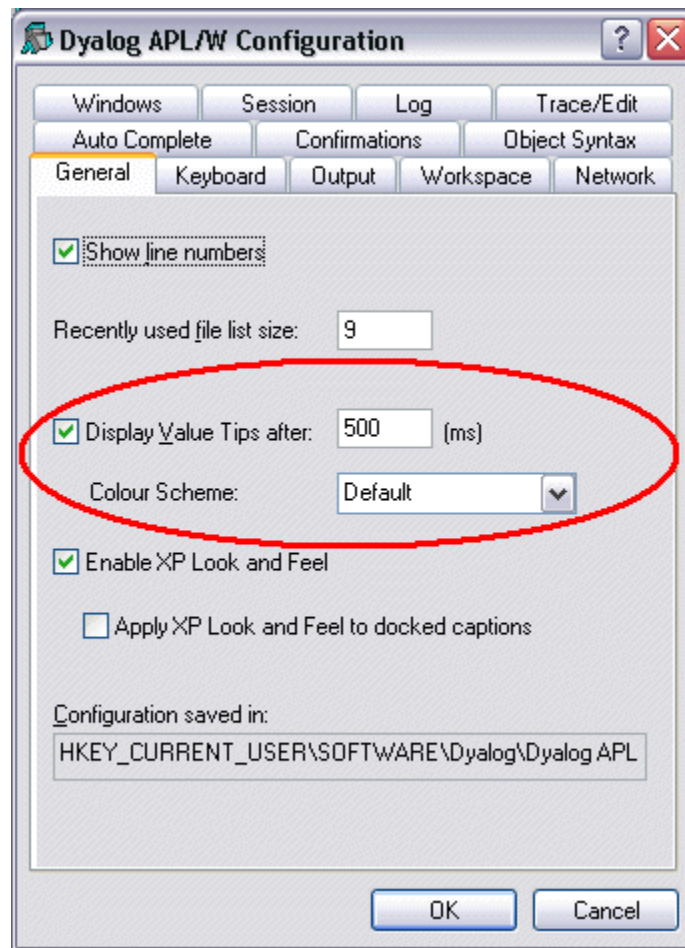 Dyalog APL/W Configuration
Windows Session Log Trace/Edit
Auto Complete Confirmations Object Syntax
General Keyboard Output Workspace Network
Show line numbers
Recently used file list size: 9
Display Value Tips after: 500 (ms)
Colour Scheme: Default
Enable XP Look and Feel
Apply XP Look and Feel to docked captions
Configuration saved in:
HKEY_CURRENT_USER\SOFTWARE\Dyalog\Dyalog APL
OK Cancel